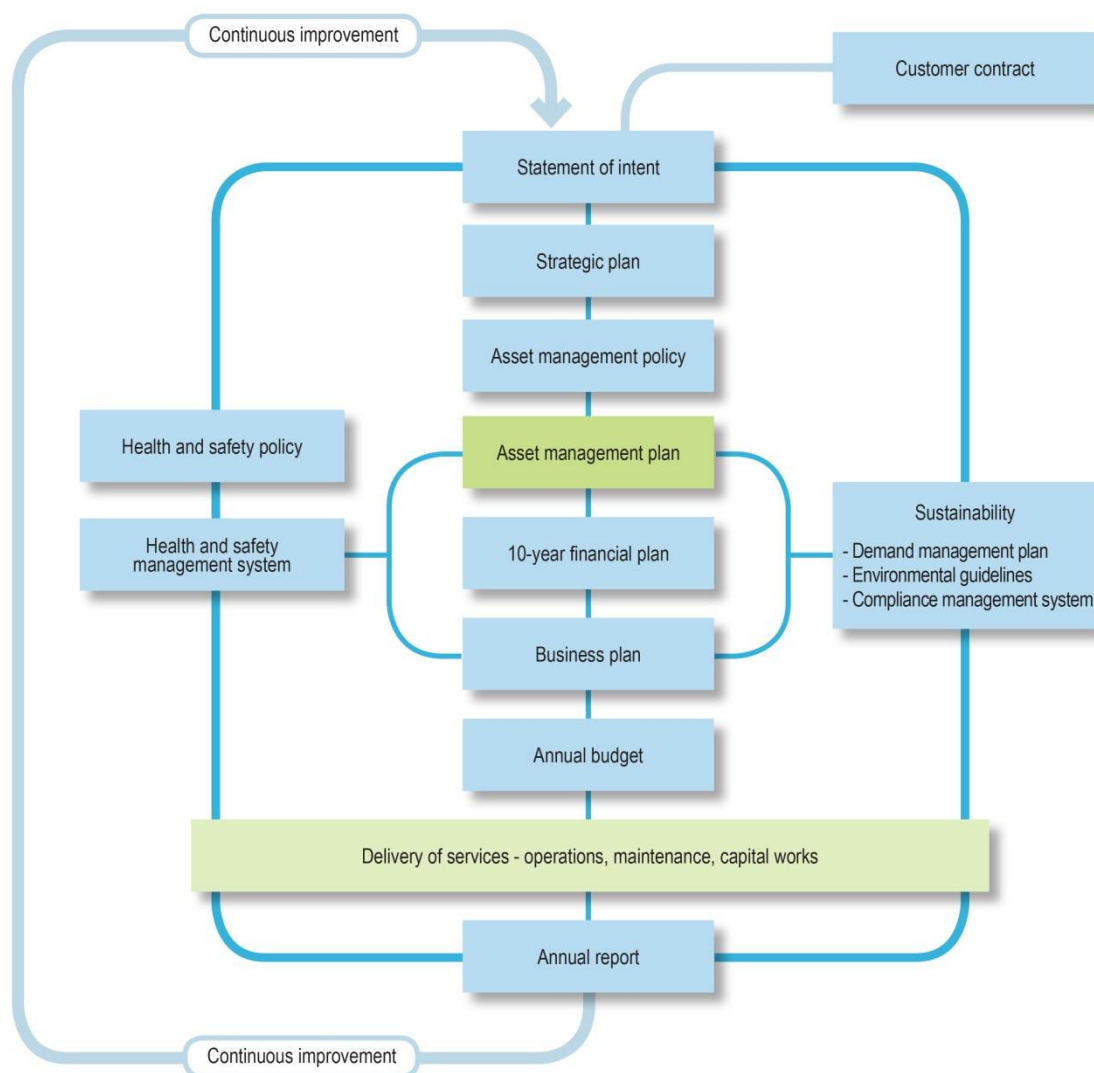 Continuous improvement
Customer contract
Statement of intent
Strategic plan
Asset management policy
Health and safety policy
Asset management plan
Sustainability
- Demand management plan
- Environmental guidelines
- Compliance management system
Health and safety
management system
10-year financial plan
Business plan
Annual budget
Delivery of services - operations, maintenance, capital works
Annual report
Continuous improvement